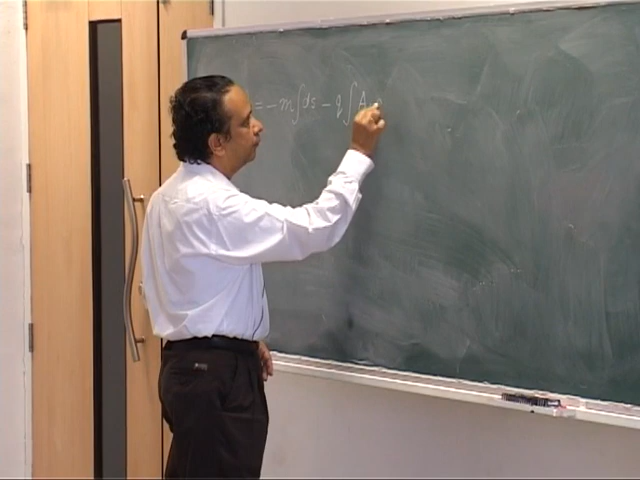 = -m∫ds - q∫A